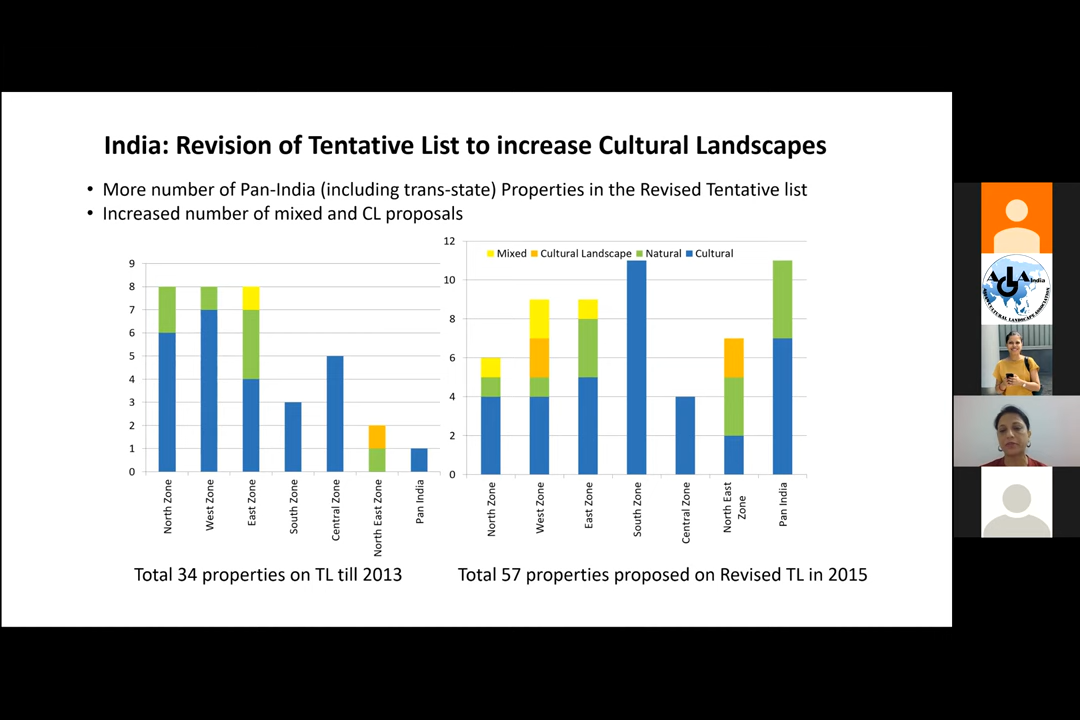 India: Revision of Tentative List to increase Cultural Landscapes
• More number of Pan-India (including trans-state) Properties in the Revised Tentative list
• Increased number of mixed and CL proposals
9
8
7
6
5
4
3
2
1
0
North Zone
West Zone
East Zone
South Zone
Central Zone
North East Zone
Pan India
12
10
8
6
4
2
0
Mixed Cultural Landscape Natural Cultural
North Zone
West Zone
East Zone
South Zone
Central Zone
North East
Zone
Pan India
Total 34 properties on TL till 2013
Total 57 properties proposed on Revised TL in 2015
India